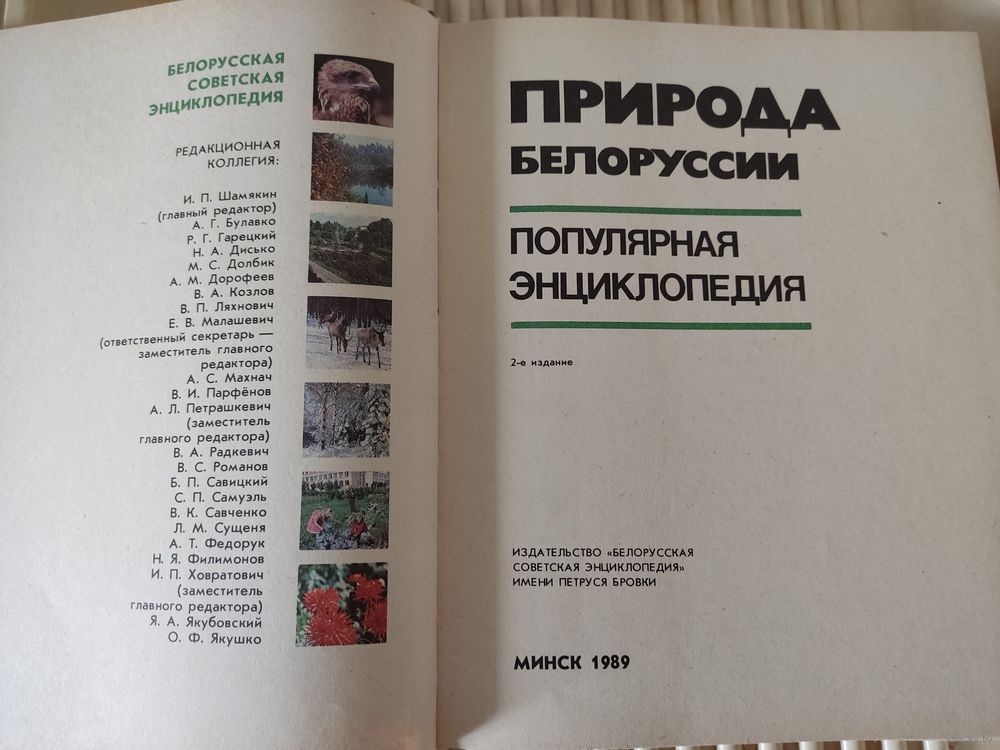 БЕЛОРУССКАЯ
СОВЕТСКАЯ
ЭНЦИКЛОПЕДИЯ
РЕДАКЦИОННАЯ
КОЛЛЕГИЯ:
И. П. Шамякин
(главный редактор)
А. Г. Булавко
Р. Г. Гарецкий
Н. А. Дисько
М. С. Долбик
А. М. Дорофеев
В. А. Козлов
В. П. Ляхнович
Е. В. Малашевич
(ответственный секретарь —
заместитель главного
редактора)
А. С. Махнач
В. И. Парфёнов
А. Л. Петрашкевич
(заместитель
главного редактора)
В. А. Радкевич
В. С. Романов
Б. П. Савицкий
С. П. Самуэль
В. К. Савченко
Л. М. Сущеня
А. Т. Федорук
Н. Я. Филимонов
И. П. Ховратович
(заместитель
главного редактора)
Я. А. Якубовский
О. Ф. Якушко
ПРИРОДА
БЕЛОРУССИИ
ПОПУЛЯРНАЯ
ЭНЦИКЛОПЕДИЯ
2-е издание
ИЗДАТЕЛЬСТВО «БЕЛОРУССКАЯ
СОВЕТСКАЯ ЭНЦИКЛОПЕДИЯ»
ИМЕНИ ПЕТРУСЯ БРОВКИ
МИНСК 1989